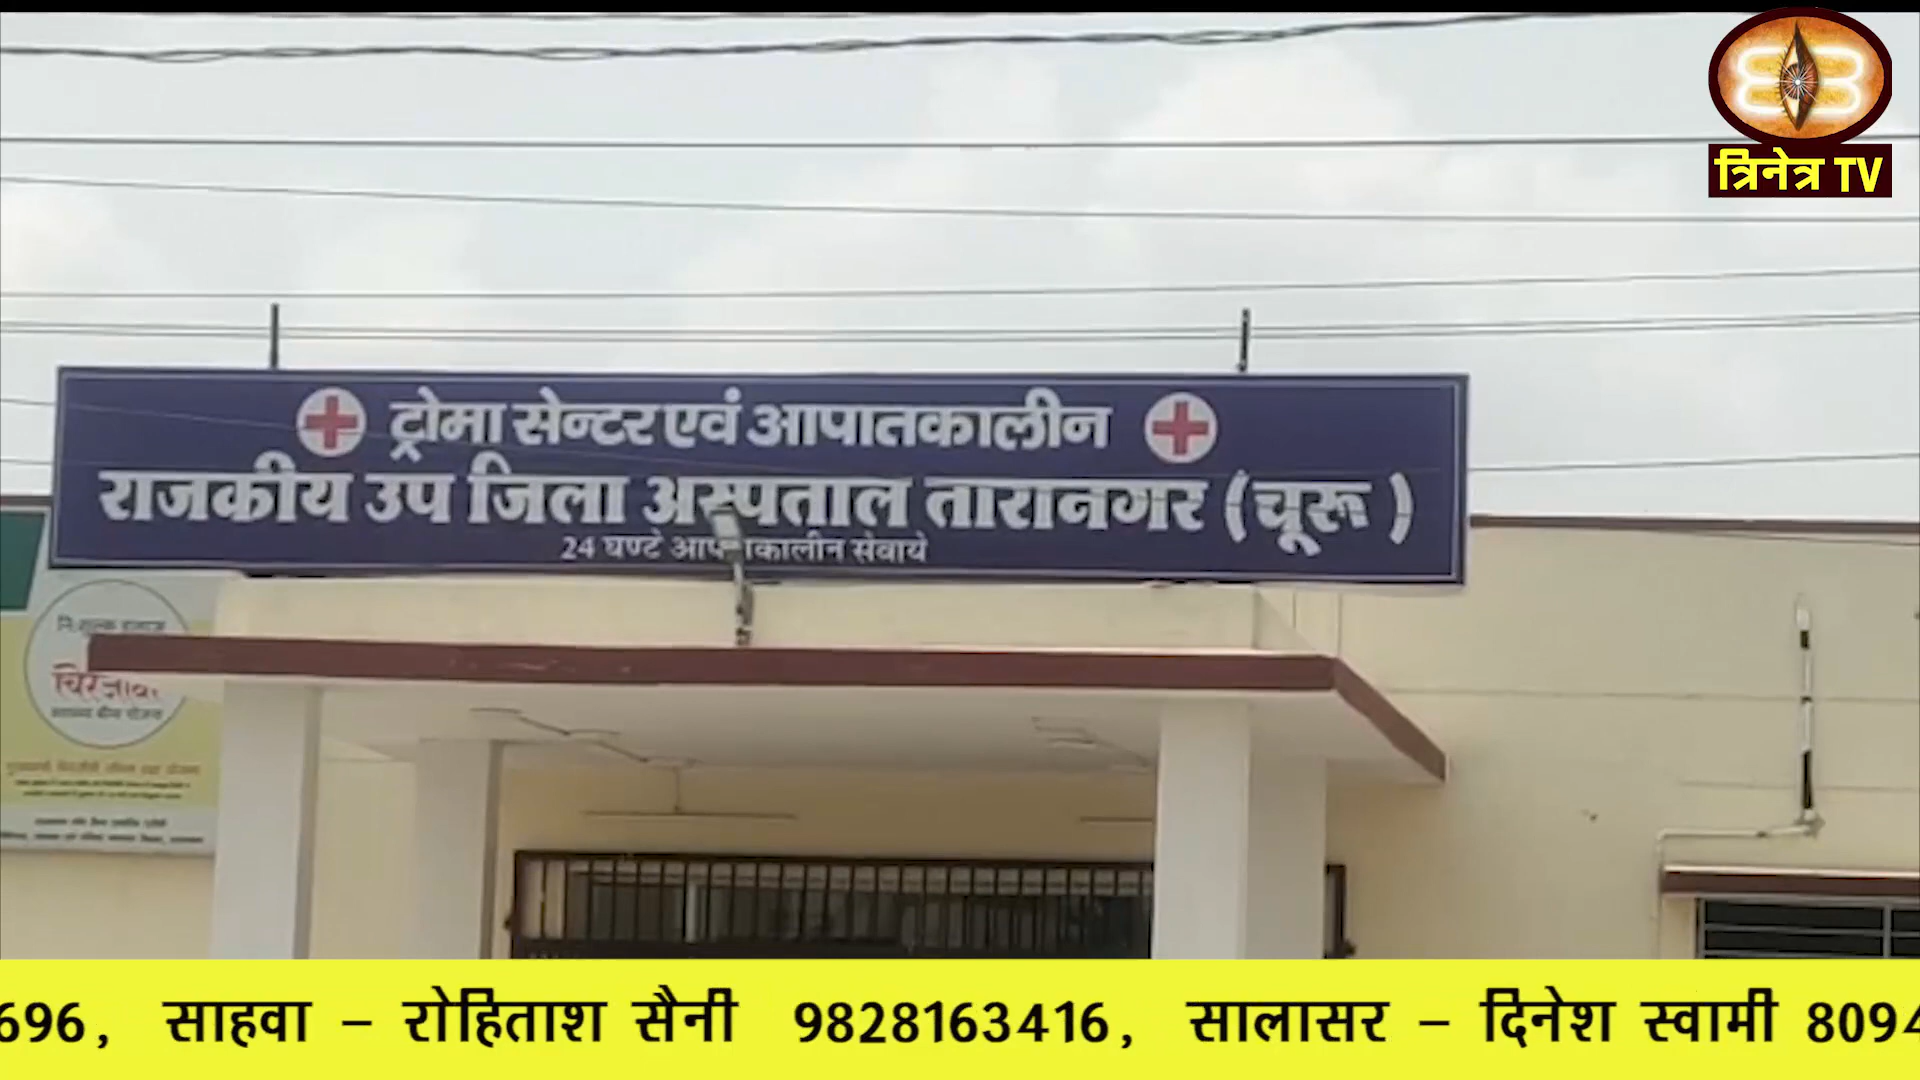 त्रिनेत्र TV
ट्रोमा सेन्टर एवं आपातकालीन
राजकीय उप जिला अस्पताल तारानगर (चूरू)
24 घण्टे आपातकालीन सेवाये
नि:शुल्क
696, साहवा – रोहिताश सैनी 9828163416, सालासर – दिनेश स्वामी 8094